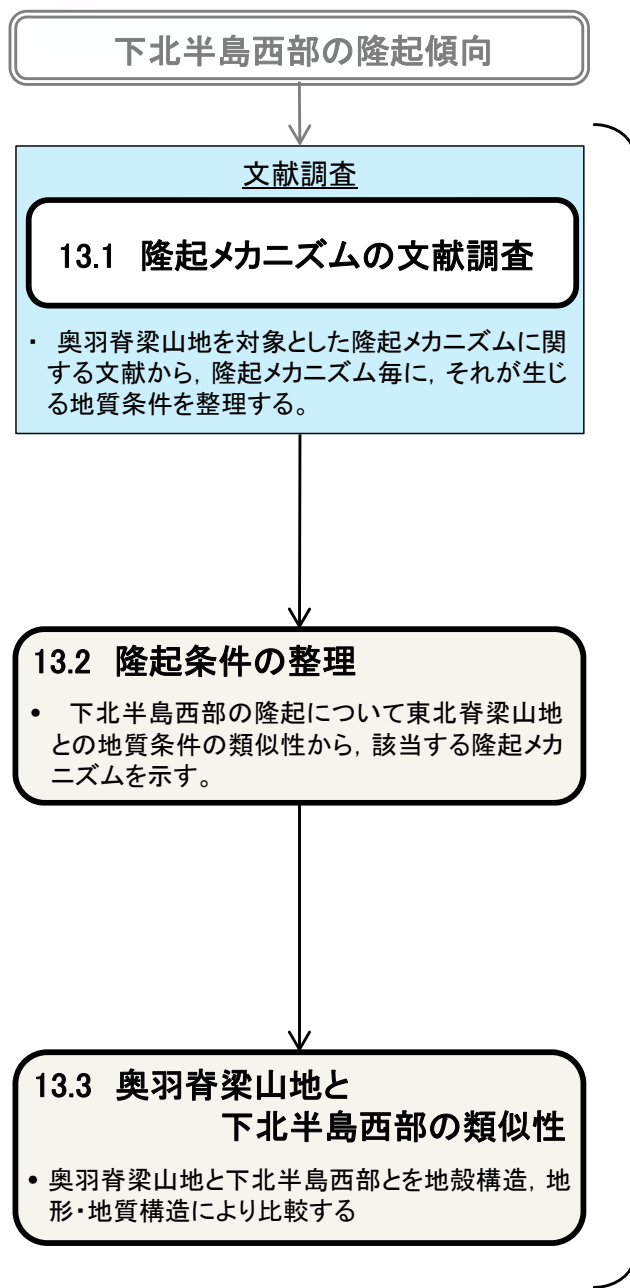 下北半島西部の隆起傾向
文献調査
13.1 隆起メカニズムの文献調査
・ 奥羽脊梁山地を対象とした隆起メカニズムに関
する文献から, 隆起メカニズム毎に, それが生じ
る地質条件を整理する。
13.2 隆起条件の整理
• 下北半島西部の隆起について東北脊梁山地
との地質条件の類似性から, 該当する隆起メカ
ニズムを示す。
13.3 奥羽脊梁山地と
下北半島西部の類似性
• 奥羽脊梁山地と下北半島西部とを地殻構造, 地
形・地質構造により比較する